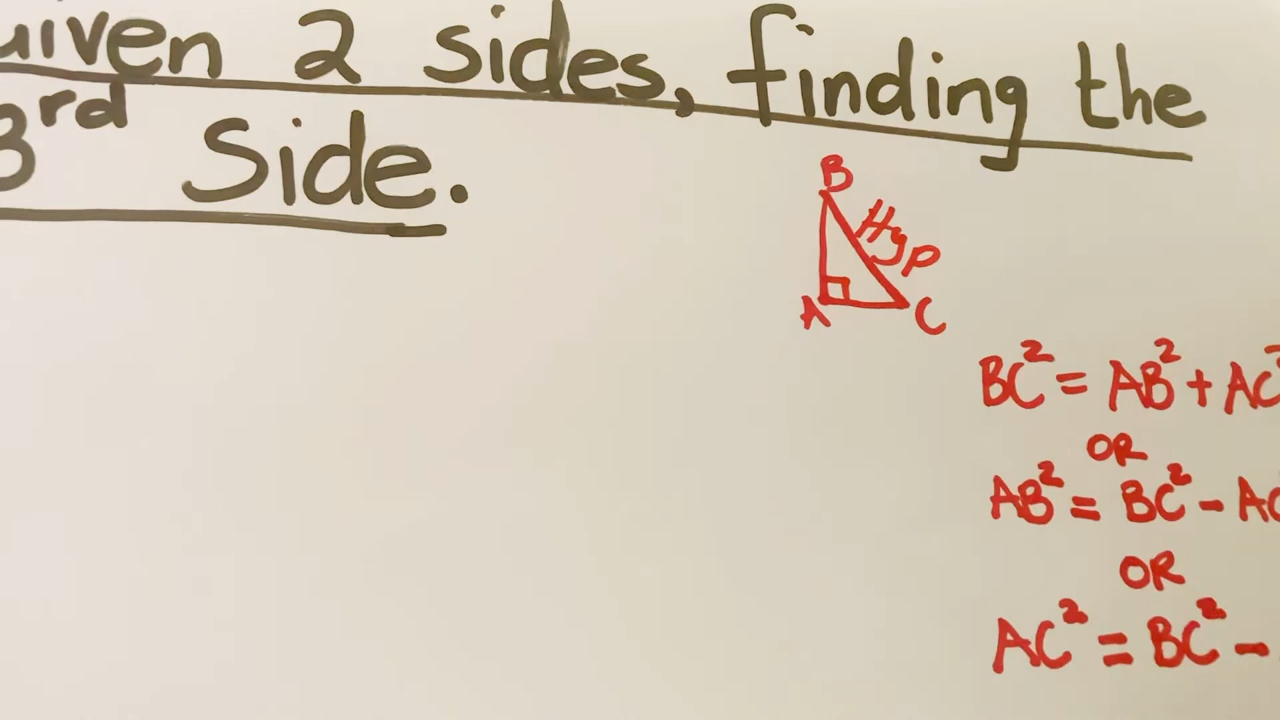 Given 2 sides, finding the
3rd Side.
B
Hyp
A
C
BC² = AB² + AC²
OR
AB² = BC² - AC
OR
AC² = BC² -